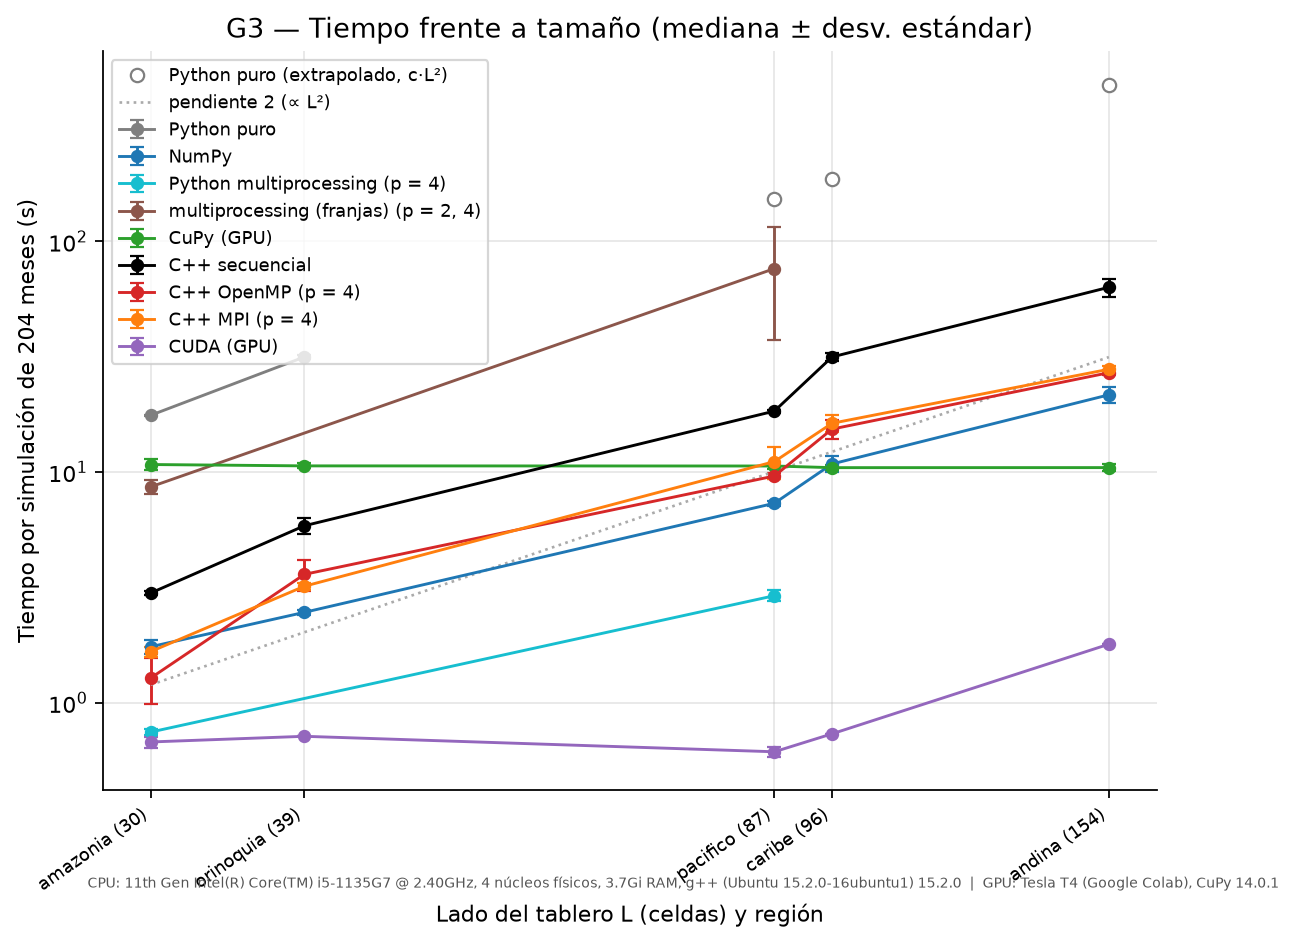 G3 — Tiempo frente a tamaño (mediana ± desv. estándar)
Python puro (extrapolado, c·L²)
pendiente 2 (∝ L²)
Python puro
NumPy
Python multiprocessing (p = 4)
multiprocessing (franjas) (p = 2, 4)
CuPy (GPU)
C++ secuencial
C++ OpenMP (p = 4)
C++ MPI (p = 4)
CUDA (GPU)
Tiempo por simulación de 204 meses (s)
10²
10¹
10⁰
amazonia (30)
orinoquia (39)
pacifico (87)
caribe (96)
andina (154)
CPU: 11th Gen Intel(R) Core(TM) i5-1135G7 @ 2.40GHz, 4 núcleos físicos, 3.7Gi RAM, g++ (Ubuntu 15.2.0-16ubuntu1) 15.2.0 | GPU: Tesla T4 (Google Colab), CuPy 14.0.1
Lado del tablero L (celdas) y región